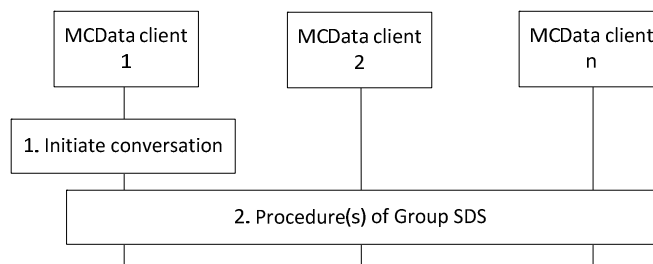 MCData client
1
MCData client
2
MCData client
n
1. Initiate conversation
2. Procedure(s) of Group SDS